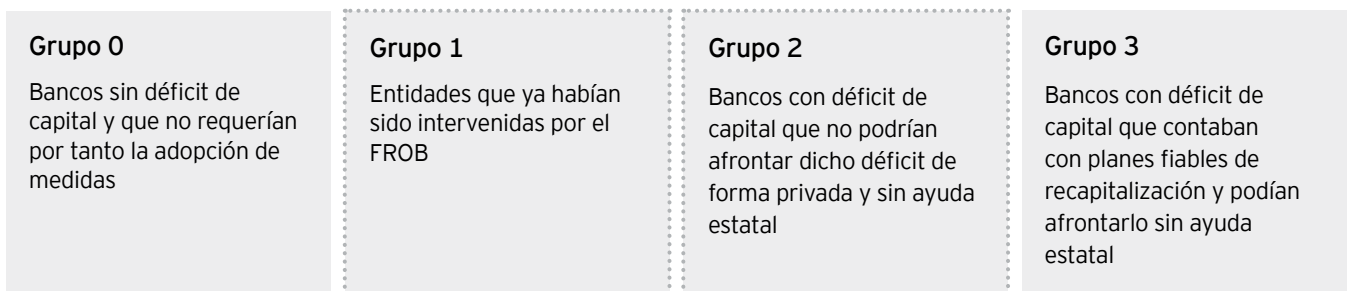 Grupo 0
Bancos sin déficit de
capital y que no requerían
por tanto la adopción de
medidas
Grupo 1
Entidades que ya habían
sido intervenidas por el
FROB
Grupo 2
Bancos con déficit de
capital que no podrían
afrontar dicho déficit de
forma privada y sin ayuda
estatal
Grupo 3
Bancos con déficit de
capital que contaban
con planes fiables de
recapitalización y podían
afrontarlo sin ayuda
estatal